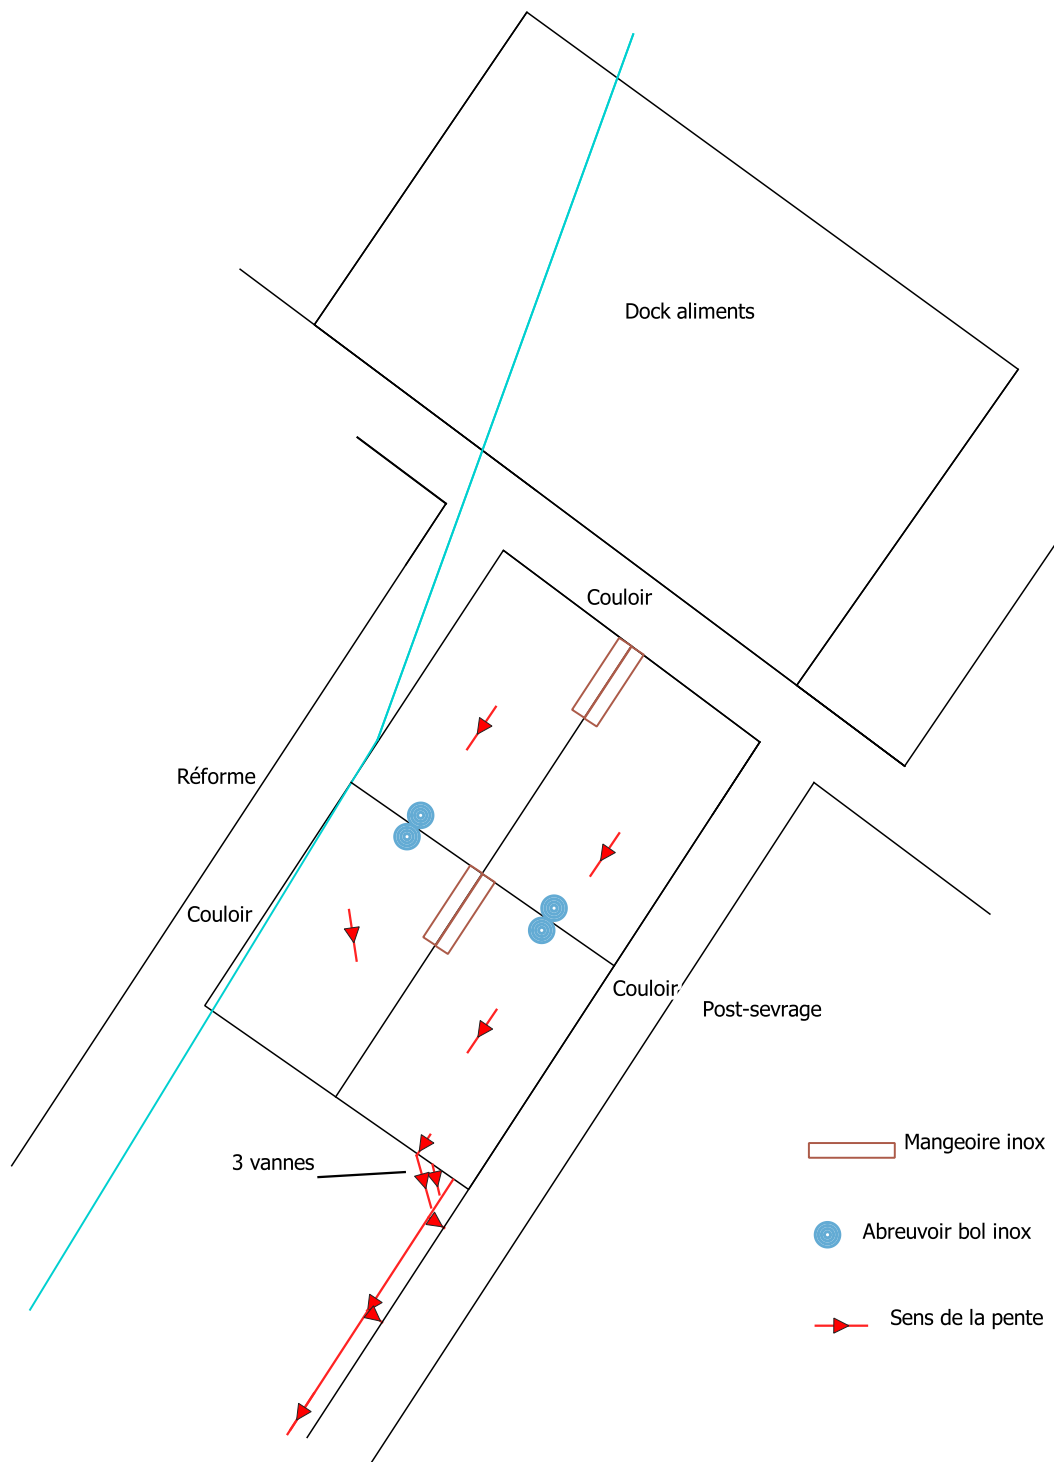 Dock aliments
Couloir
Réforme
Couloir
Couloir
Post-sevrage
3 vannes
Mangeoire inox
Abreuvoir bol inox
Sens de la pente